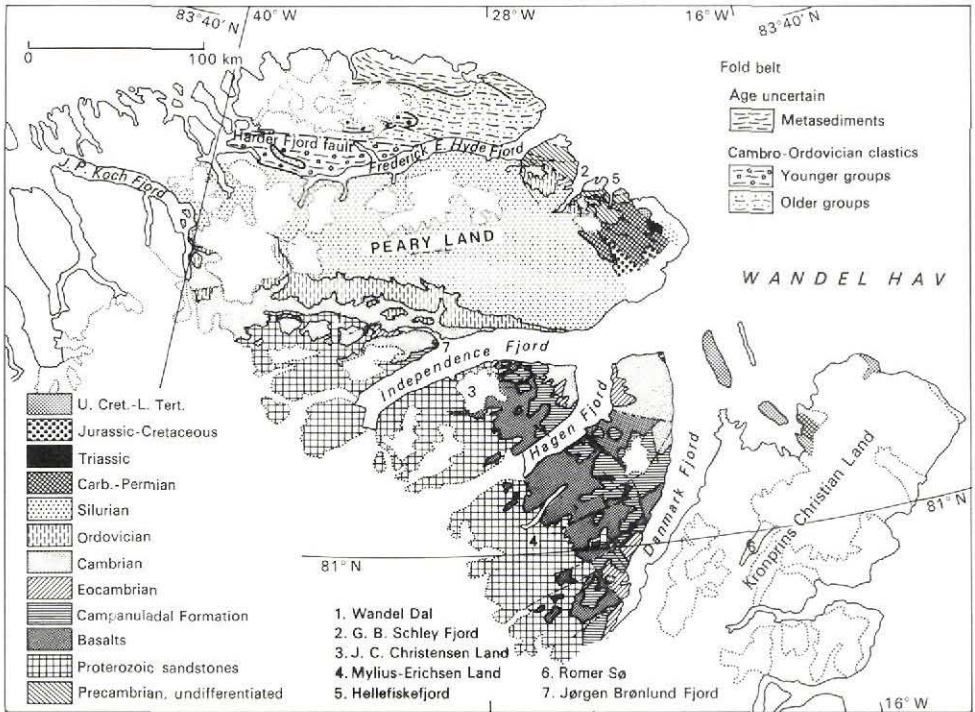 83°40′ N
40° W
28° W
16° W
83°40′ N
0
100 km
Fold belt
Age uncertain
Metasediments
Cambro-Ordovician clastics
Younger groups
Older groups
Harder Fjord fault
Frederick E. Hyde Fjord
J. P. Koch Fjord
2
5
PEARY LAND
WANDEL HAV
7
Independence Fjord
3
Hagen Fjord
Danmark Fjord
Kronprins Christian Land
81° N
6
4
81° N
U. Cret.-L. Tert.
Jurassic-Cretaceous
Triassic
Carb.-Permian
Silurian
Ordovician
Cambrian
Eocambrian
Campanuladal Formation
Basalts
Proterozoic sandstones
Precambrian, undifferentiated
1. Wandel Dal
2. G. B. Schley Fjord
3. J. C. Christensen Land
4. Mylius-Erichsen Land
5. Hellefiskefjord
6. Romer Sø
7. Jørgen Brønlund Fjord
16° W